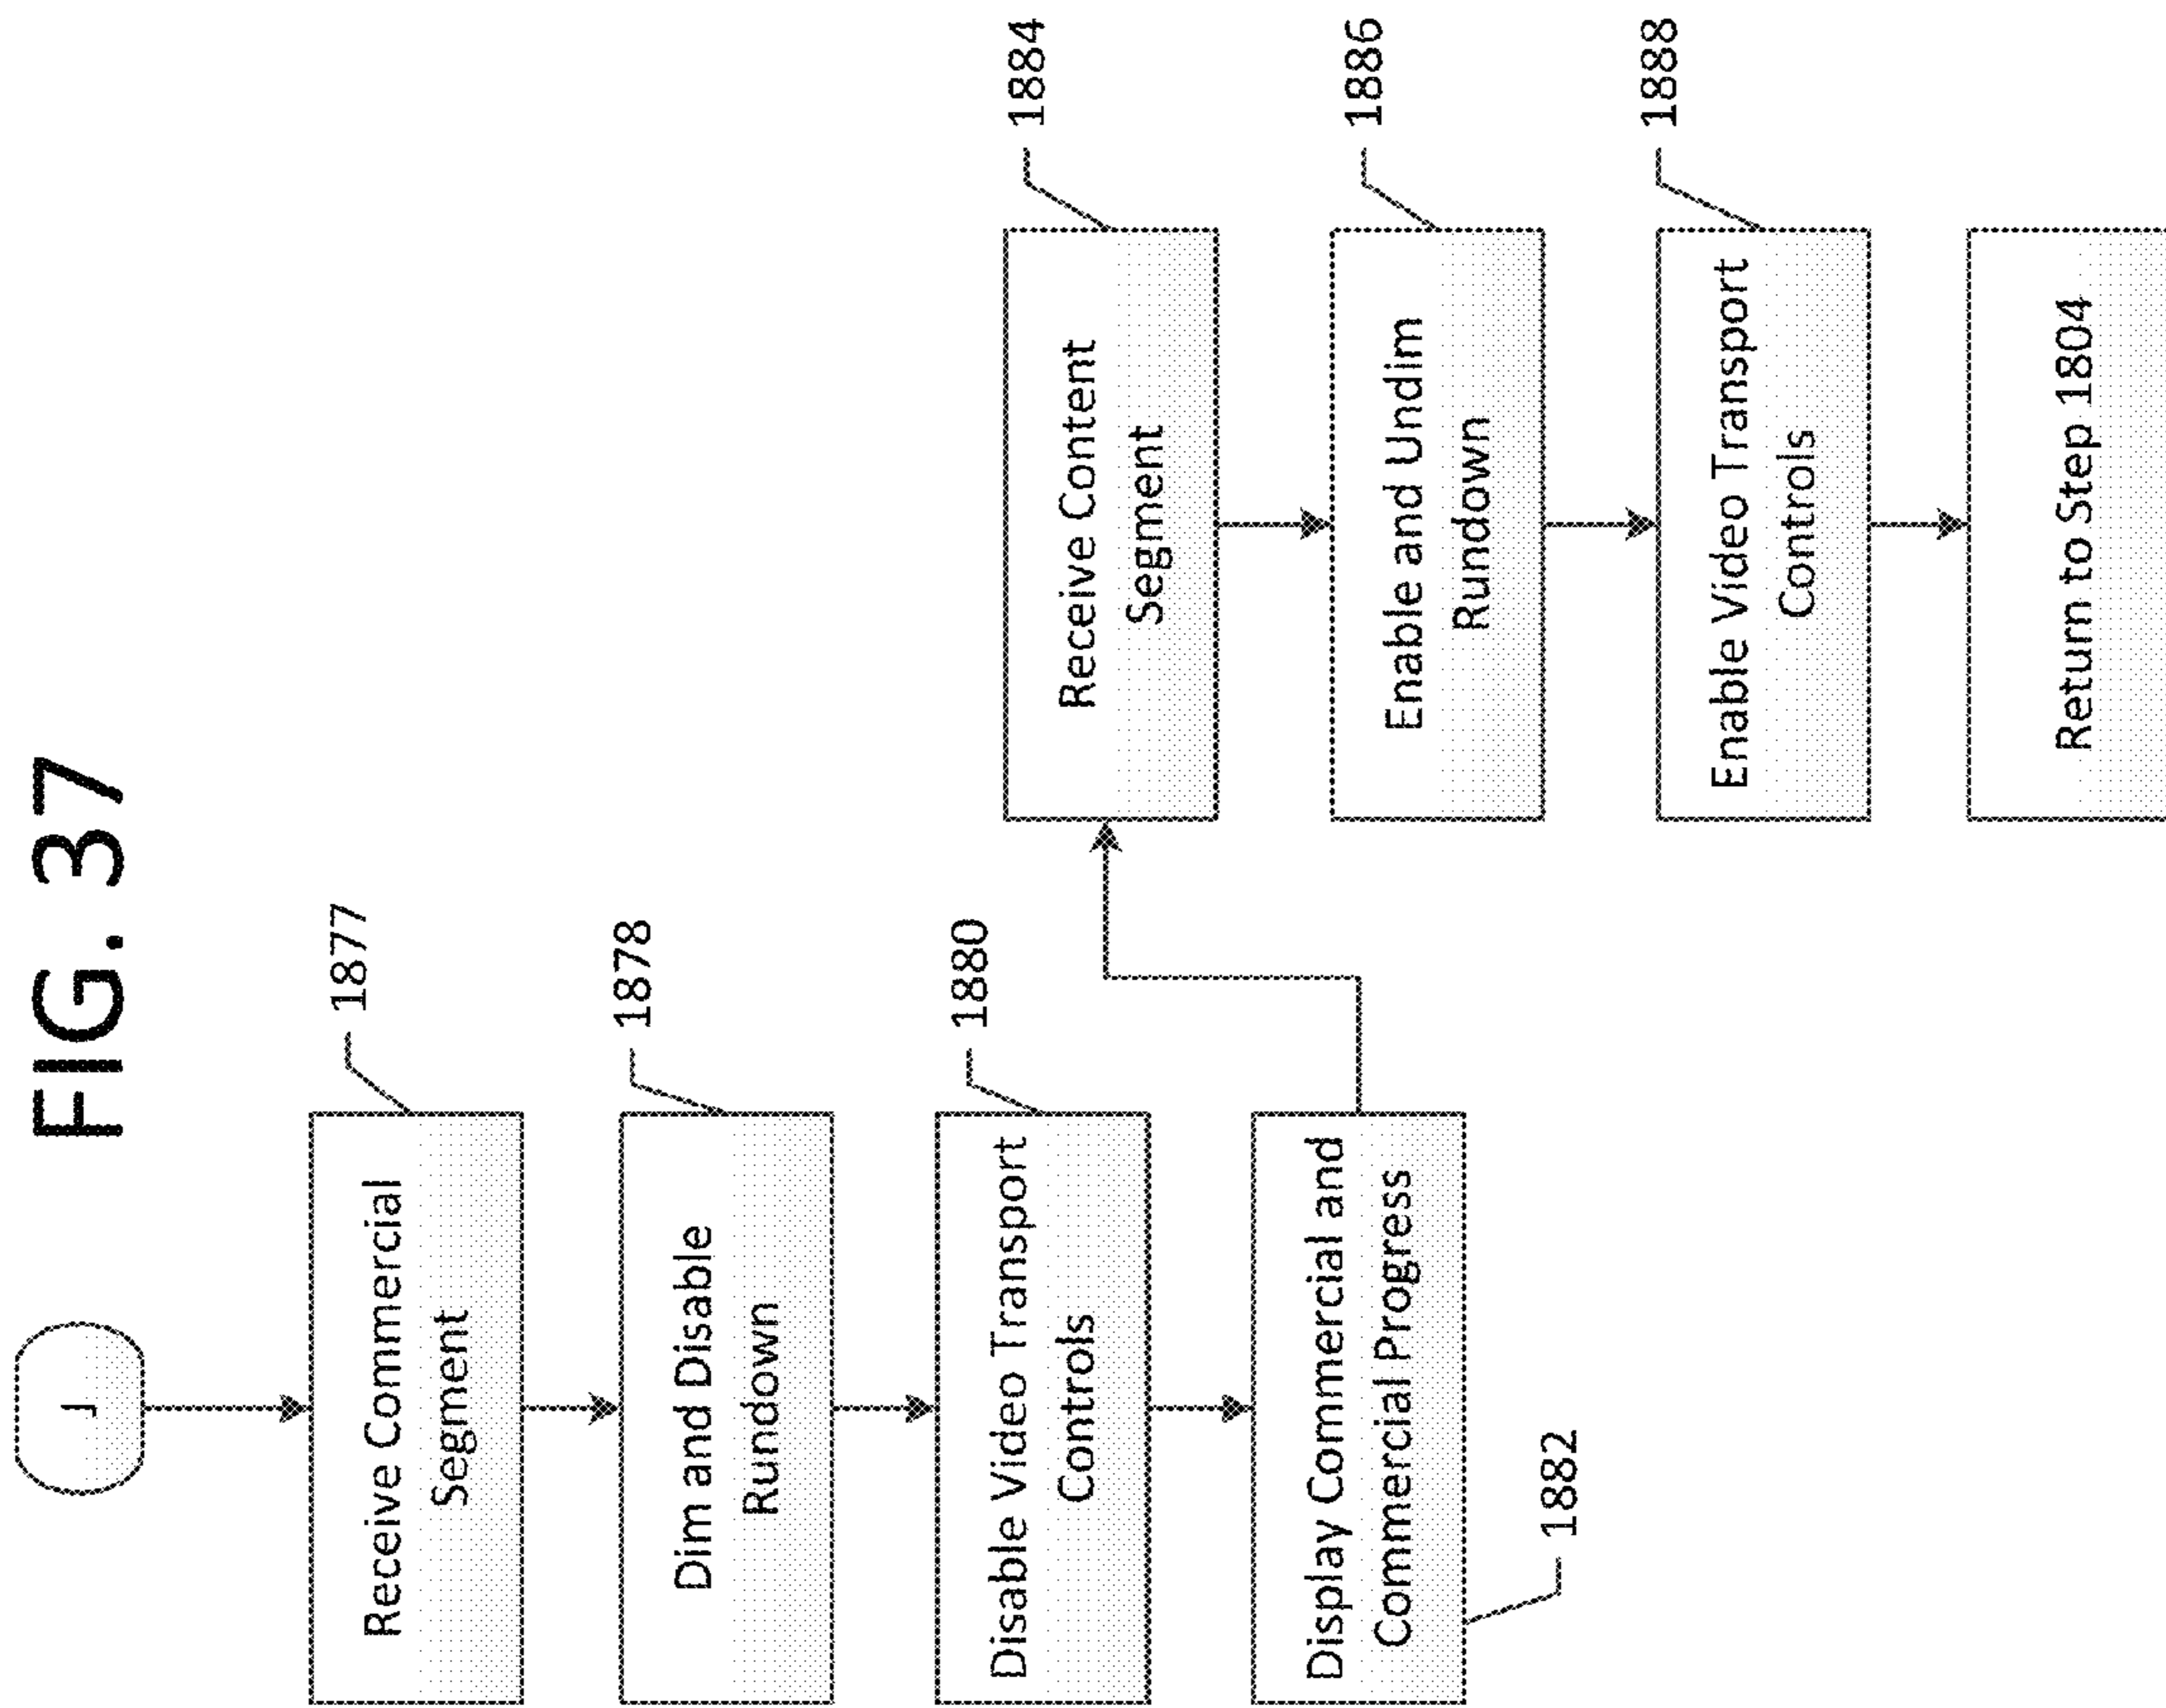 FIG. 37
J
Receive Commercial
Segment
1877
Dim and Disable
Rundown
1878
Disable Video Transport
Controls
1880
Display Commercial and
Commercial Progress
1882
Receive Content
Segment
1884
Enable and Undim
Rundown
1886
Enable Video Transport
Controls
1888
Return to Step 1804